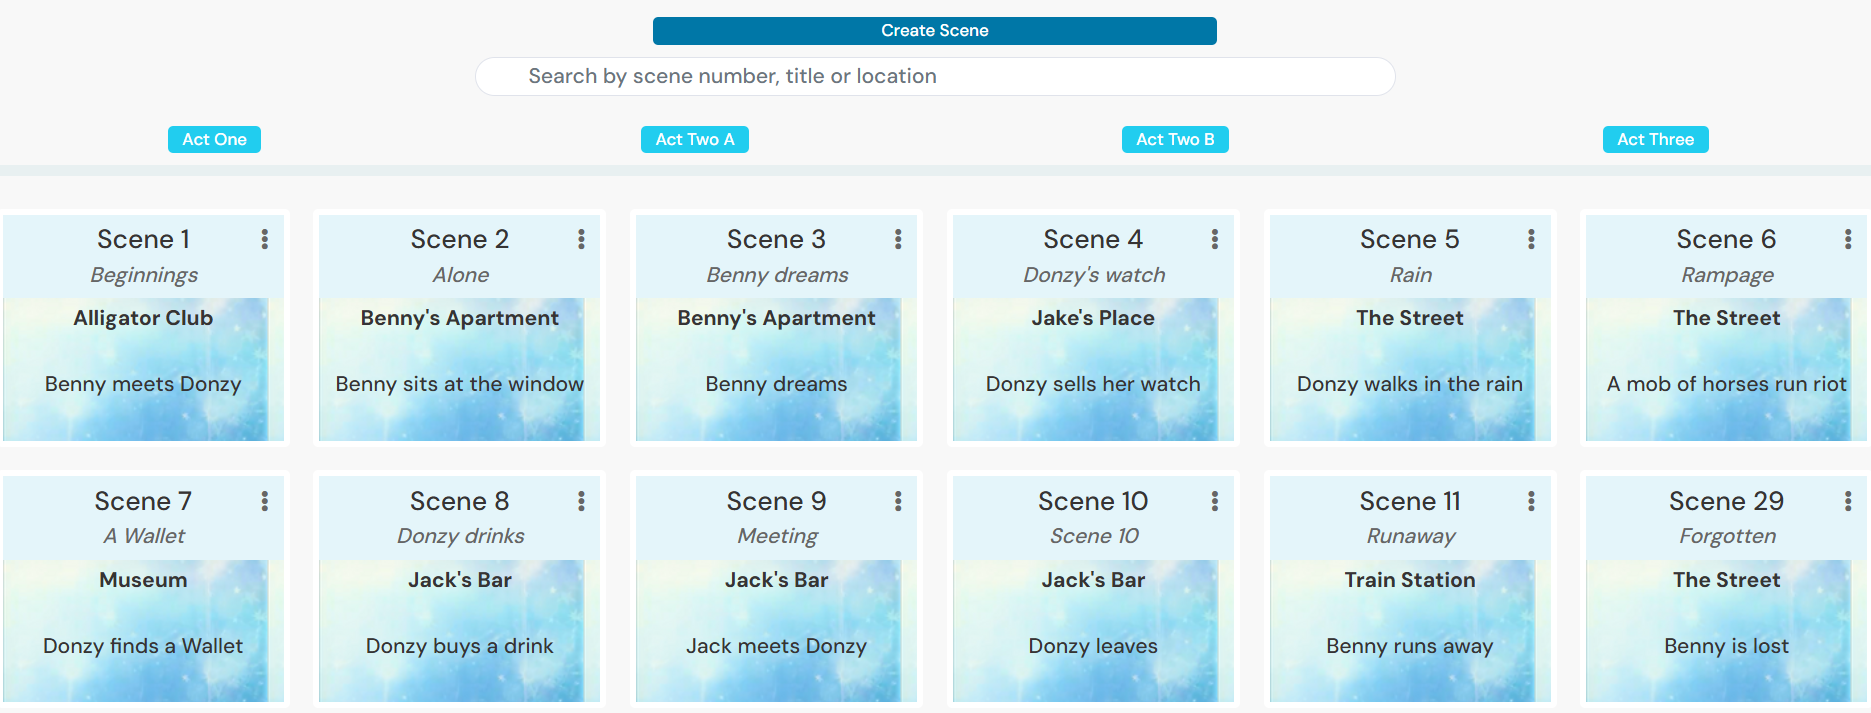 Create Scene
Search by scene number, title or location
Act One
Act Two A
Act Two B
Act Three
Scene 1
Beginnings
Alligator Club
Benny meets Donzy
Scene 2
Alone
Benny's Apartment
Benny sits at the window
Scene 3
Benny dreams
Benny's Apartment
Benny dreams
Scene 4
Donzy's watch
Jake's Place
Donzy sells her watch
Scene 5
Rain
The Street
Donzy walks in the rain
Scene 6
Rampage
The Street
A mob of horses run riot
Scene 7
A Wallet
Museum
Donzy finds a Wallet
Scene 8
Donzy drinks
Jack's Bar
Donzy buys a drink
Scene 9
Meeting
Jack's Bar
Jack meets Donzy
Scene 10
Scene 10
Jack's Bar
Donzy leaves
Scene 11
Runaway
Train Station
Benny runs away
Scene 29
Forgotten
The Street
Benny is lost